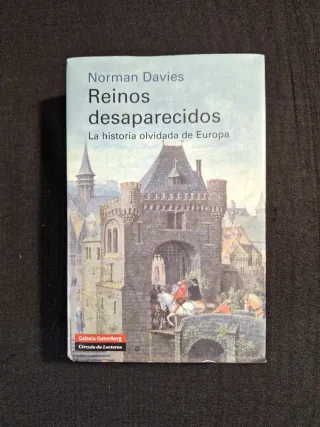 Norman Davies
Reinos
desaparecidos
La historia olvidada de Europa
Galaxia Gutenberg
Círculo de Lectores